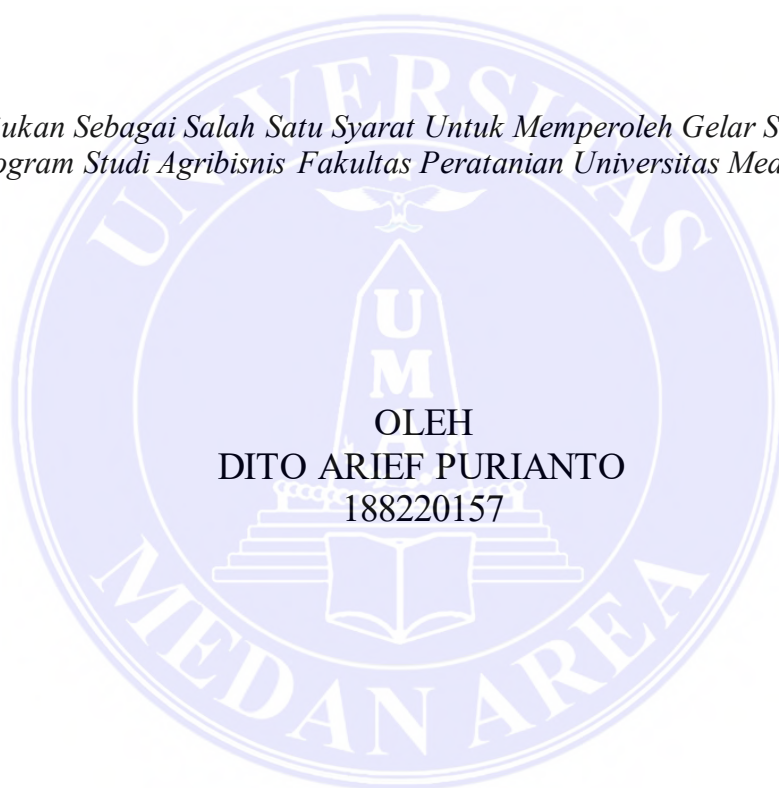 ukan Sebagai Salah Satu Syarat Untuk Memperoleh Gelar S
ogram Studi Agribisnis Fakultas Peratanian Universitas Med
UNIVERSITAS
U
M
A
OLEH
DITO ARIEF PURIANTO
188220157
MEDAN AREA